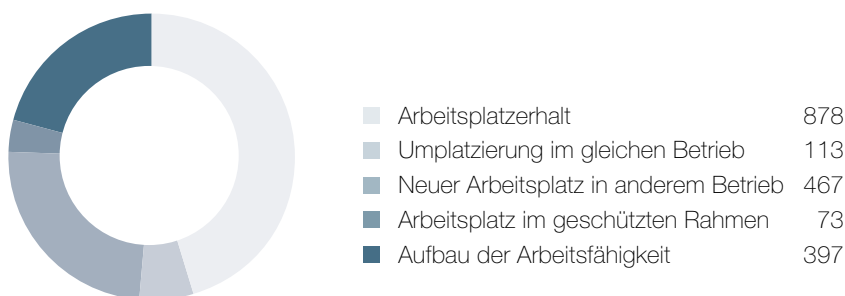 Arbeitsplatzerhalt 878
Umplatzierung im gleichen Betrieb 113
Neuer Arbeitsplatz in anderem Betrieb 467
Arbeitsplatz im geschützten Rahmen 73
Aufbau der Arbeitsfähigkeit 397